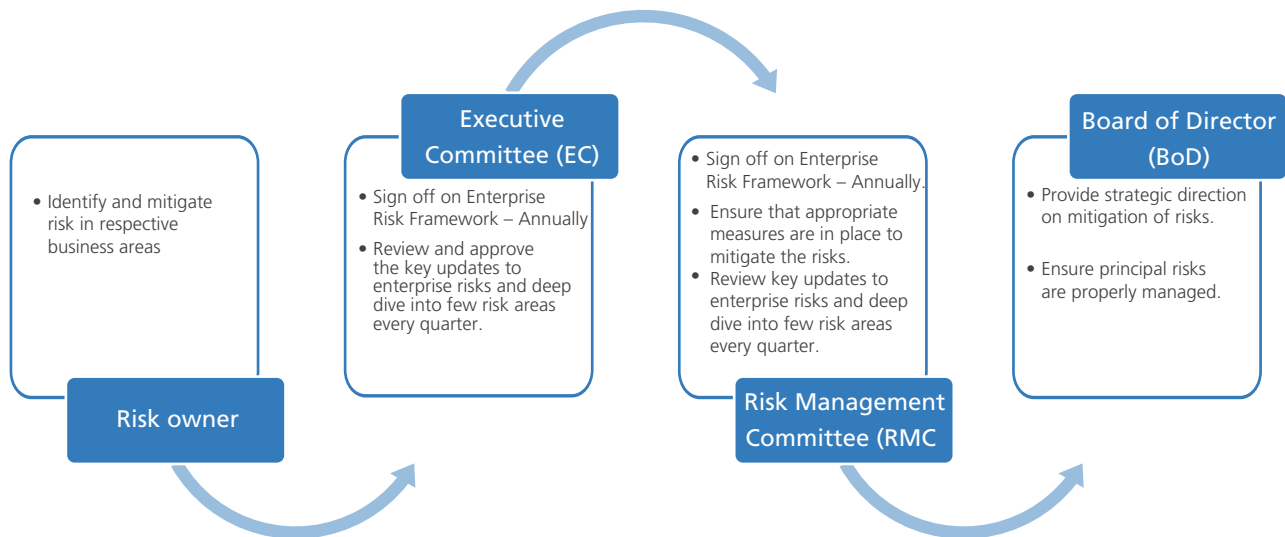 • Identify and mitigate
risk in respective
business areas
Risk owner
Executive
Committee (EC)
• Sign off on Enterprise
Risk Framework – Annually
• Review and approve
the key updates to
enterprise risks and deep
dive into few risk areas
every quarter.
• Sign off on Enterprise
Risk Framework – Annually.
• Ensure that appropriate
measures are in place to
mitigate the risks.
• Review key updates to
enterprise risks and deep
dive into few risk areas
every quarter.
Risk Management
Committee (RMC
Board of Director
(BoD)
• Provide strategic direction
on mitigation of risks.
• Ensure principal risks
are properly managed.